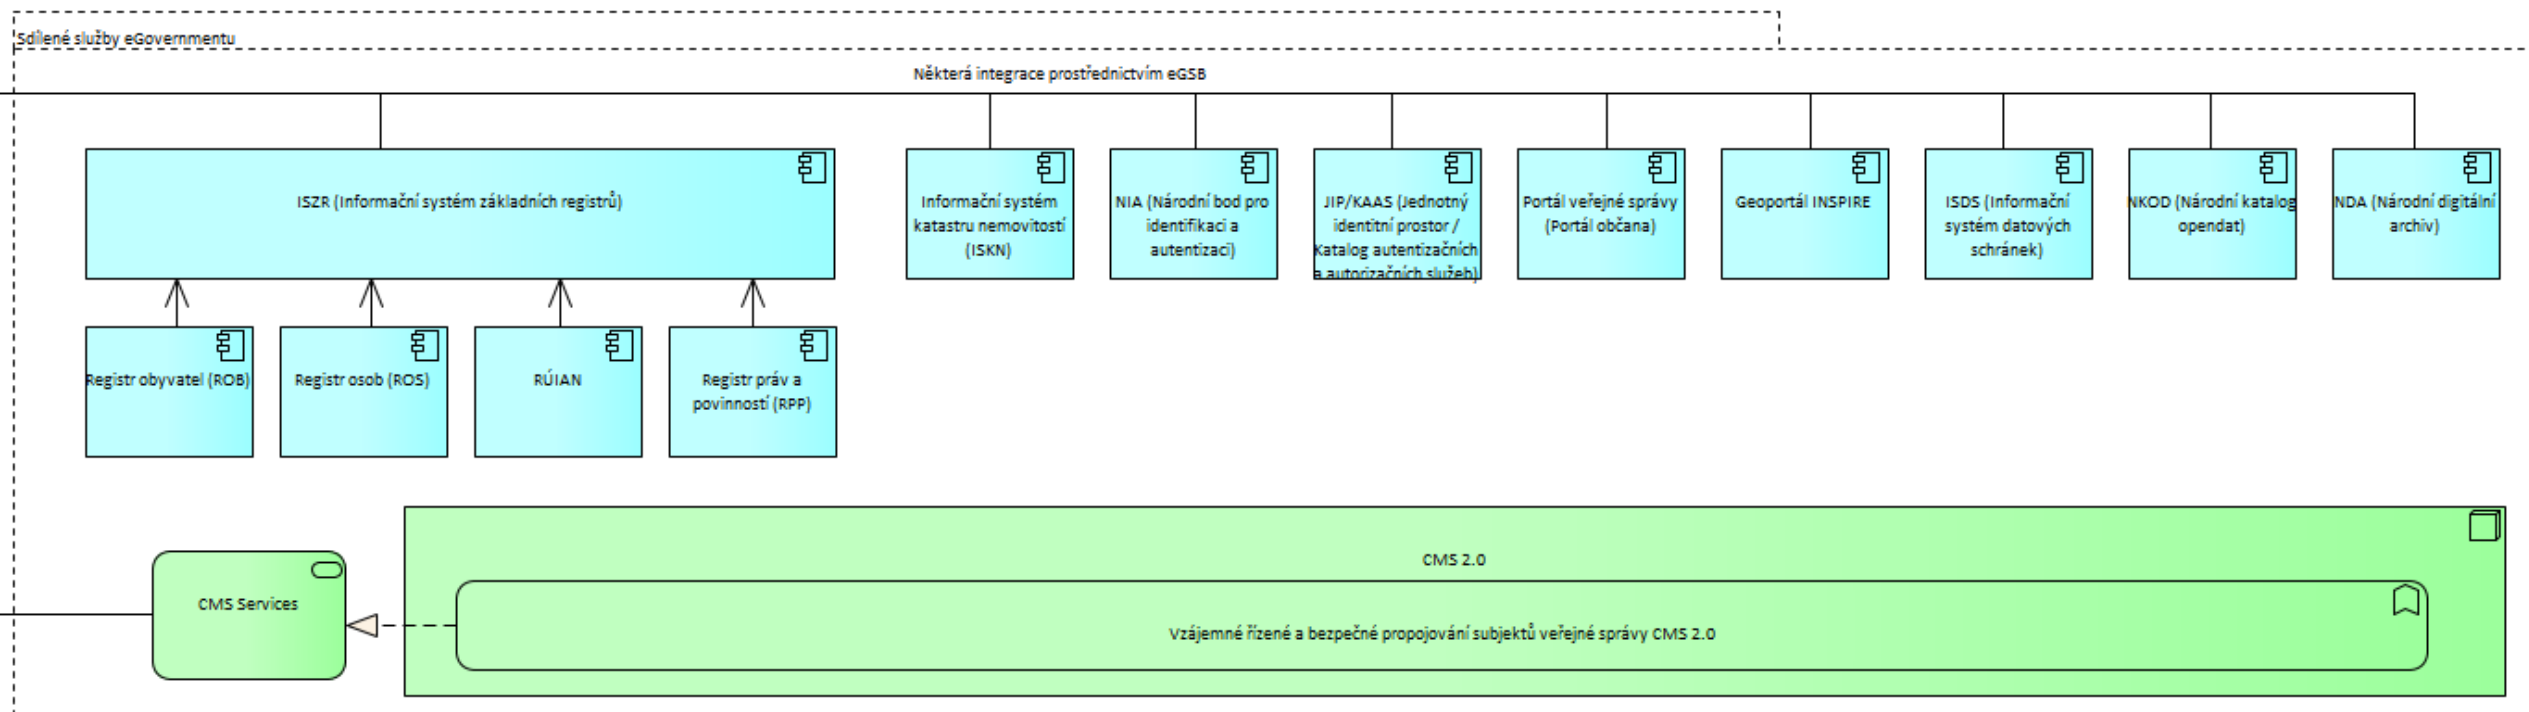 Sdílené služby eGovernmentu
Některá integrace prostřednictvím eGSB
ISZR (Informační systém základních registrů)
Informační systém
katastru nemovitostí
(ISKN)
NIA (Národní bod pro
identifikaci a
autentizaci)
JIP/KAAS (Jednotný
identitní prostor /
Katalog autentizačních
a autorizačních služeb)
Portál veřejné správy
(Portál občana)
Geoportál INSPIRE
ISDS (Informační
systém datových
schránek)
NKOD (Národní katalog
opendat)
NDA (Národní digitální
archiv)
Registr obyvatel (ROB)
Registr osob (ROS)
RÚIAN
Registr práv a
povinností (RPP)
CMS 2.0
CMS Services
Vzájemné řízené a bezpečné propojování subjektů veřejné správy CMS 2.0